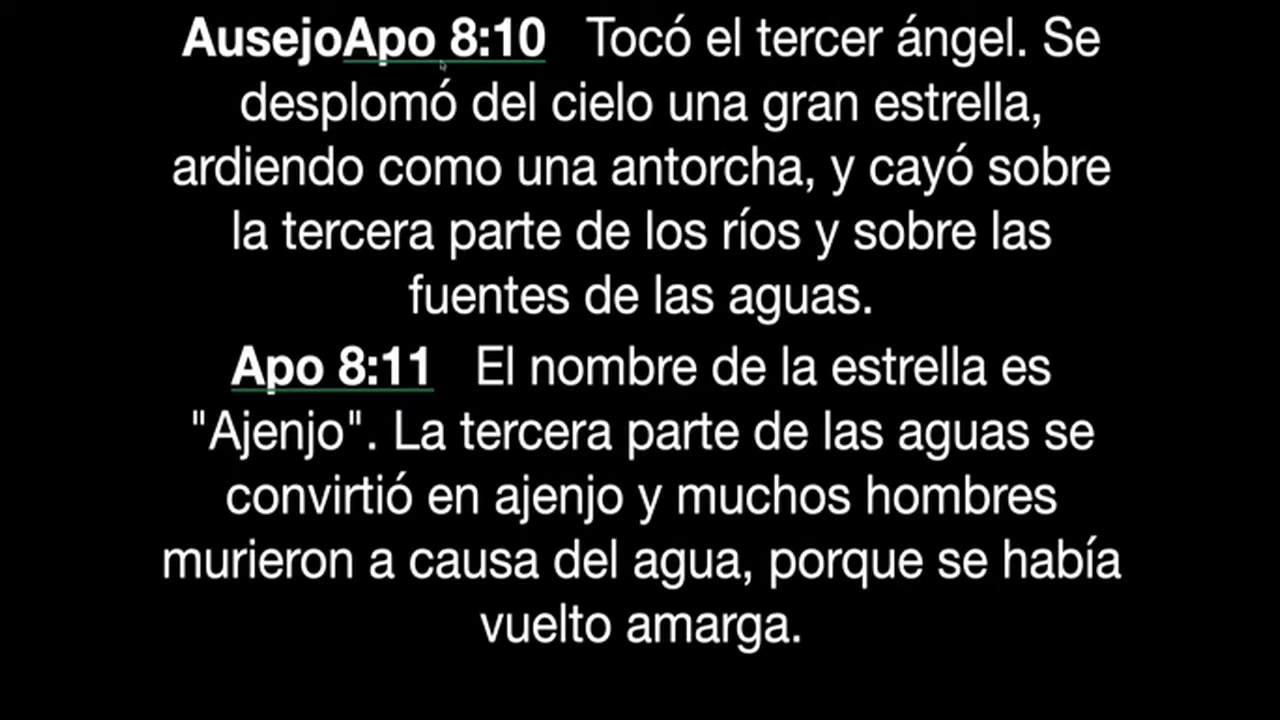 AusejoApo 8:10 Tocó el tercer ángel. Se
desplomó del cielo una gran estrella,
ardiendo como una antorcha, y cayó sobre
la tercera parte de los ríos y sobre las
fuentes de las aguas.
Apo 8:11 El nombre de la estrella es
"Ajenjo". La tercera parte de las aguas se
convirtió en ajenjo y muchos hombres
murieron a causa del agua, porque se había
vuelto amarga.